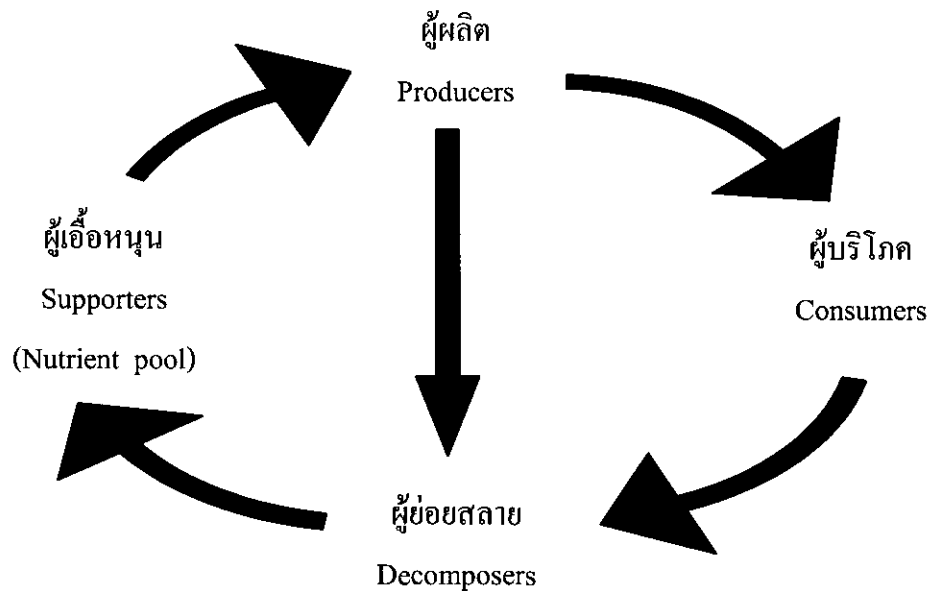 ผู้ผลิต
Producers
ผู้เอื้อหนุน
Supporters
(Nutrient pool)
ผู้บริโภค
Consumers
ผู้ย่อยสลาย
Decomposers